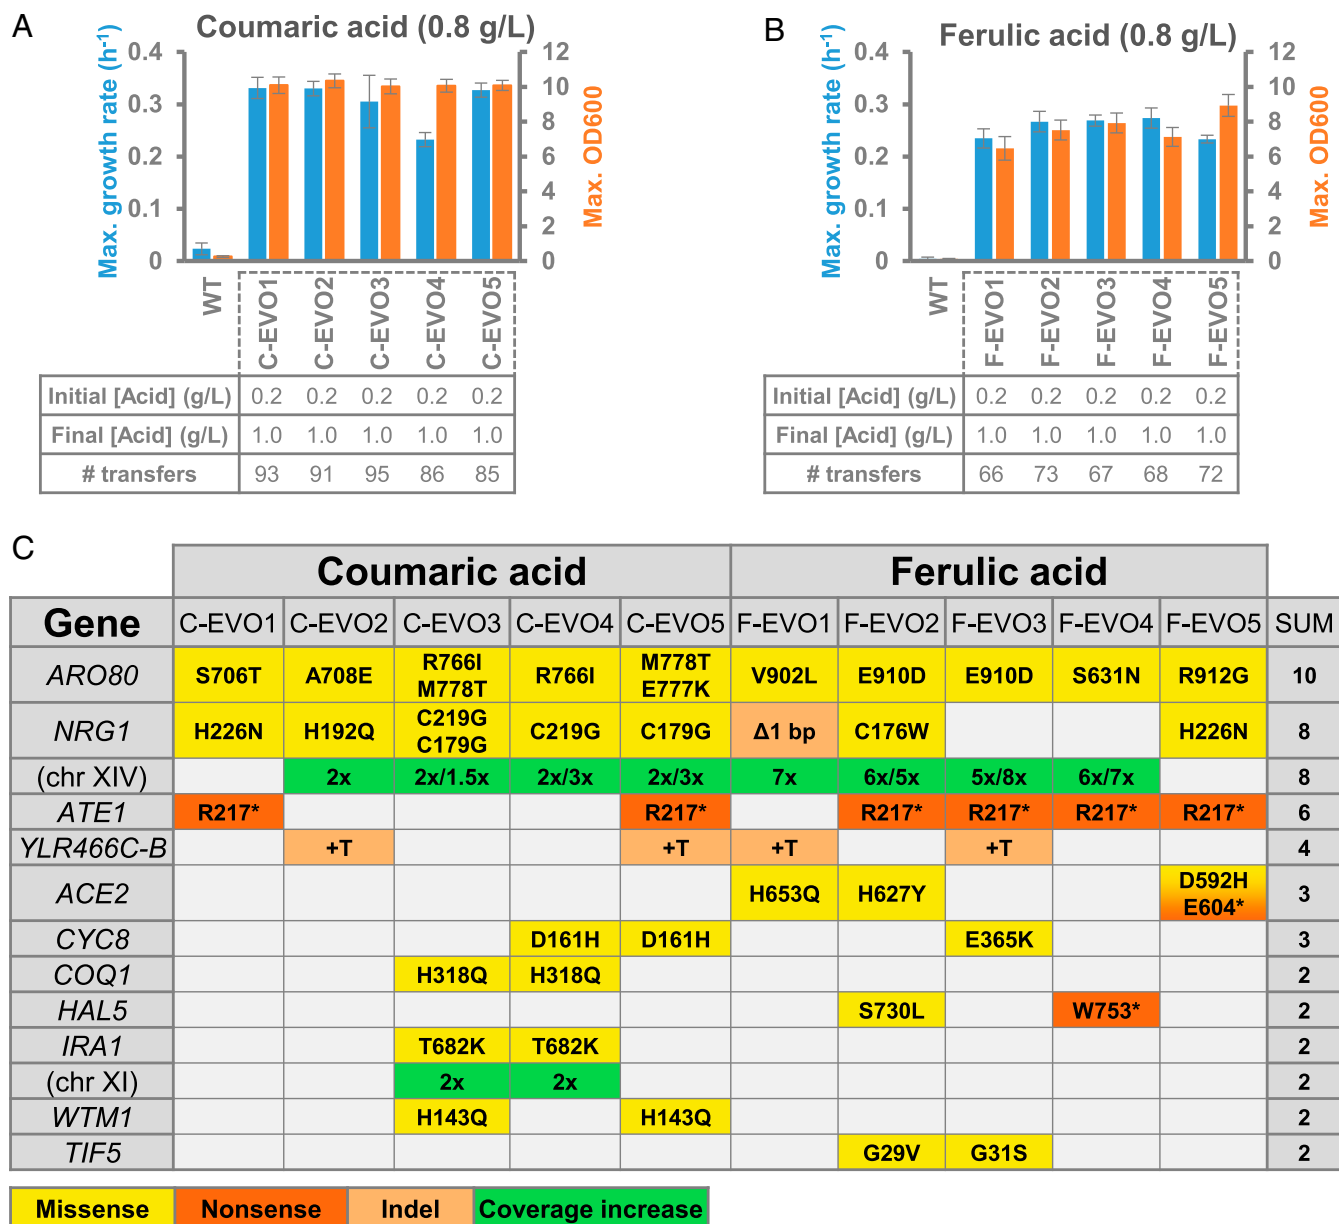 A
Coumaric acid (0.8 g/L)
Max. growth rate (h⁻¹)
0.4
0.3
0.2
0.1
0
12
10
8
6
4
2
0
Max. OD600
WT
C-EVO1
C-EVO2
C-EVO3
C-EVO4
C-EVO5
Initial [Acid] (g/L) 0.2 0.2 0.2 0.2 0.2
Final [Acid] (g/L) 1.0 1.0 1.0 1.0 1.0
# transfers 93 91 95 86 85
B
Ferulic acid (0.8 g/L)
Max. growth rate (h⁻¹)
0.4
0.3
0.2
0.1
0
12
10
8
6
4
2
0
Max. OD600
WT
F-EVO1
F-EVO2
F-EVO3
F-EVO4
F-EVO5
Initial [Acid] (g/L) 0.2 0.2 0.2 0.2 0.2
Final [Acid] (g/L) 1.0 1.0 1.0 1.0 1.0
# transfers 66 73 67 68 72
C
Coumaric acid Ferulic acid
Gene C-EVO1 C-EVO2 C-EVO3 C-EVO4 C-EVO5 F-EVO1 F-EVO2 F-EVO3 F-EVO4 F-EVO5 SUM
ARO80 S706T A708E R766I M778T R766I M778T E777K V902L E910D E910D S631N R912G 10
NRG1 H226N H192Q C219G C179G C219G C179G Δ1 bp C176W H226N 8
(chr XIV) 2x 2x/1.5x 2x/3x 2x/3x 7x 6x/5x 5x/8x 6x/7x 8
ATE1 R217* R217* R217* R217* R217* R217* 6
YLR466C-B +T +T +T +T 4
ACE2 H653Q H627Y D592H E604* 3
CYC8 D161H D161H E365K 3
COQ1 H318Q H318Q 2
HAL5 S730L W753* 2
IRA1 T682K T682K 2
(chr XI) 2x 2x 2
WTM1 H143Q H143Q 2
TIF5 G29V G31S 2
Missense Nonsense Indel Coverage increase